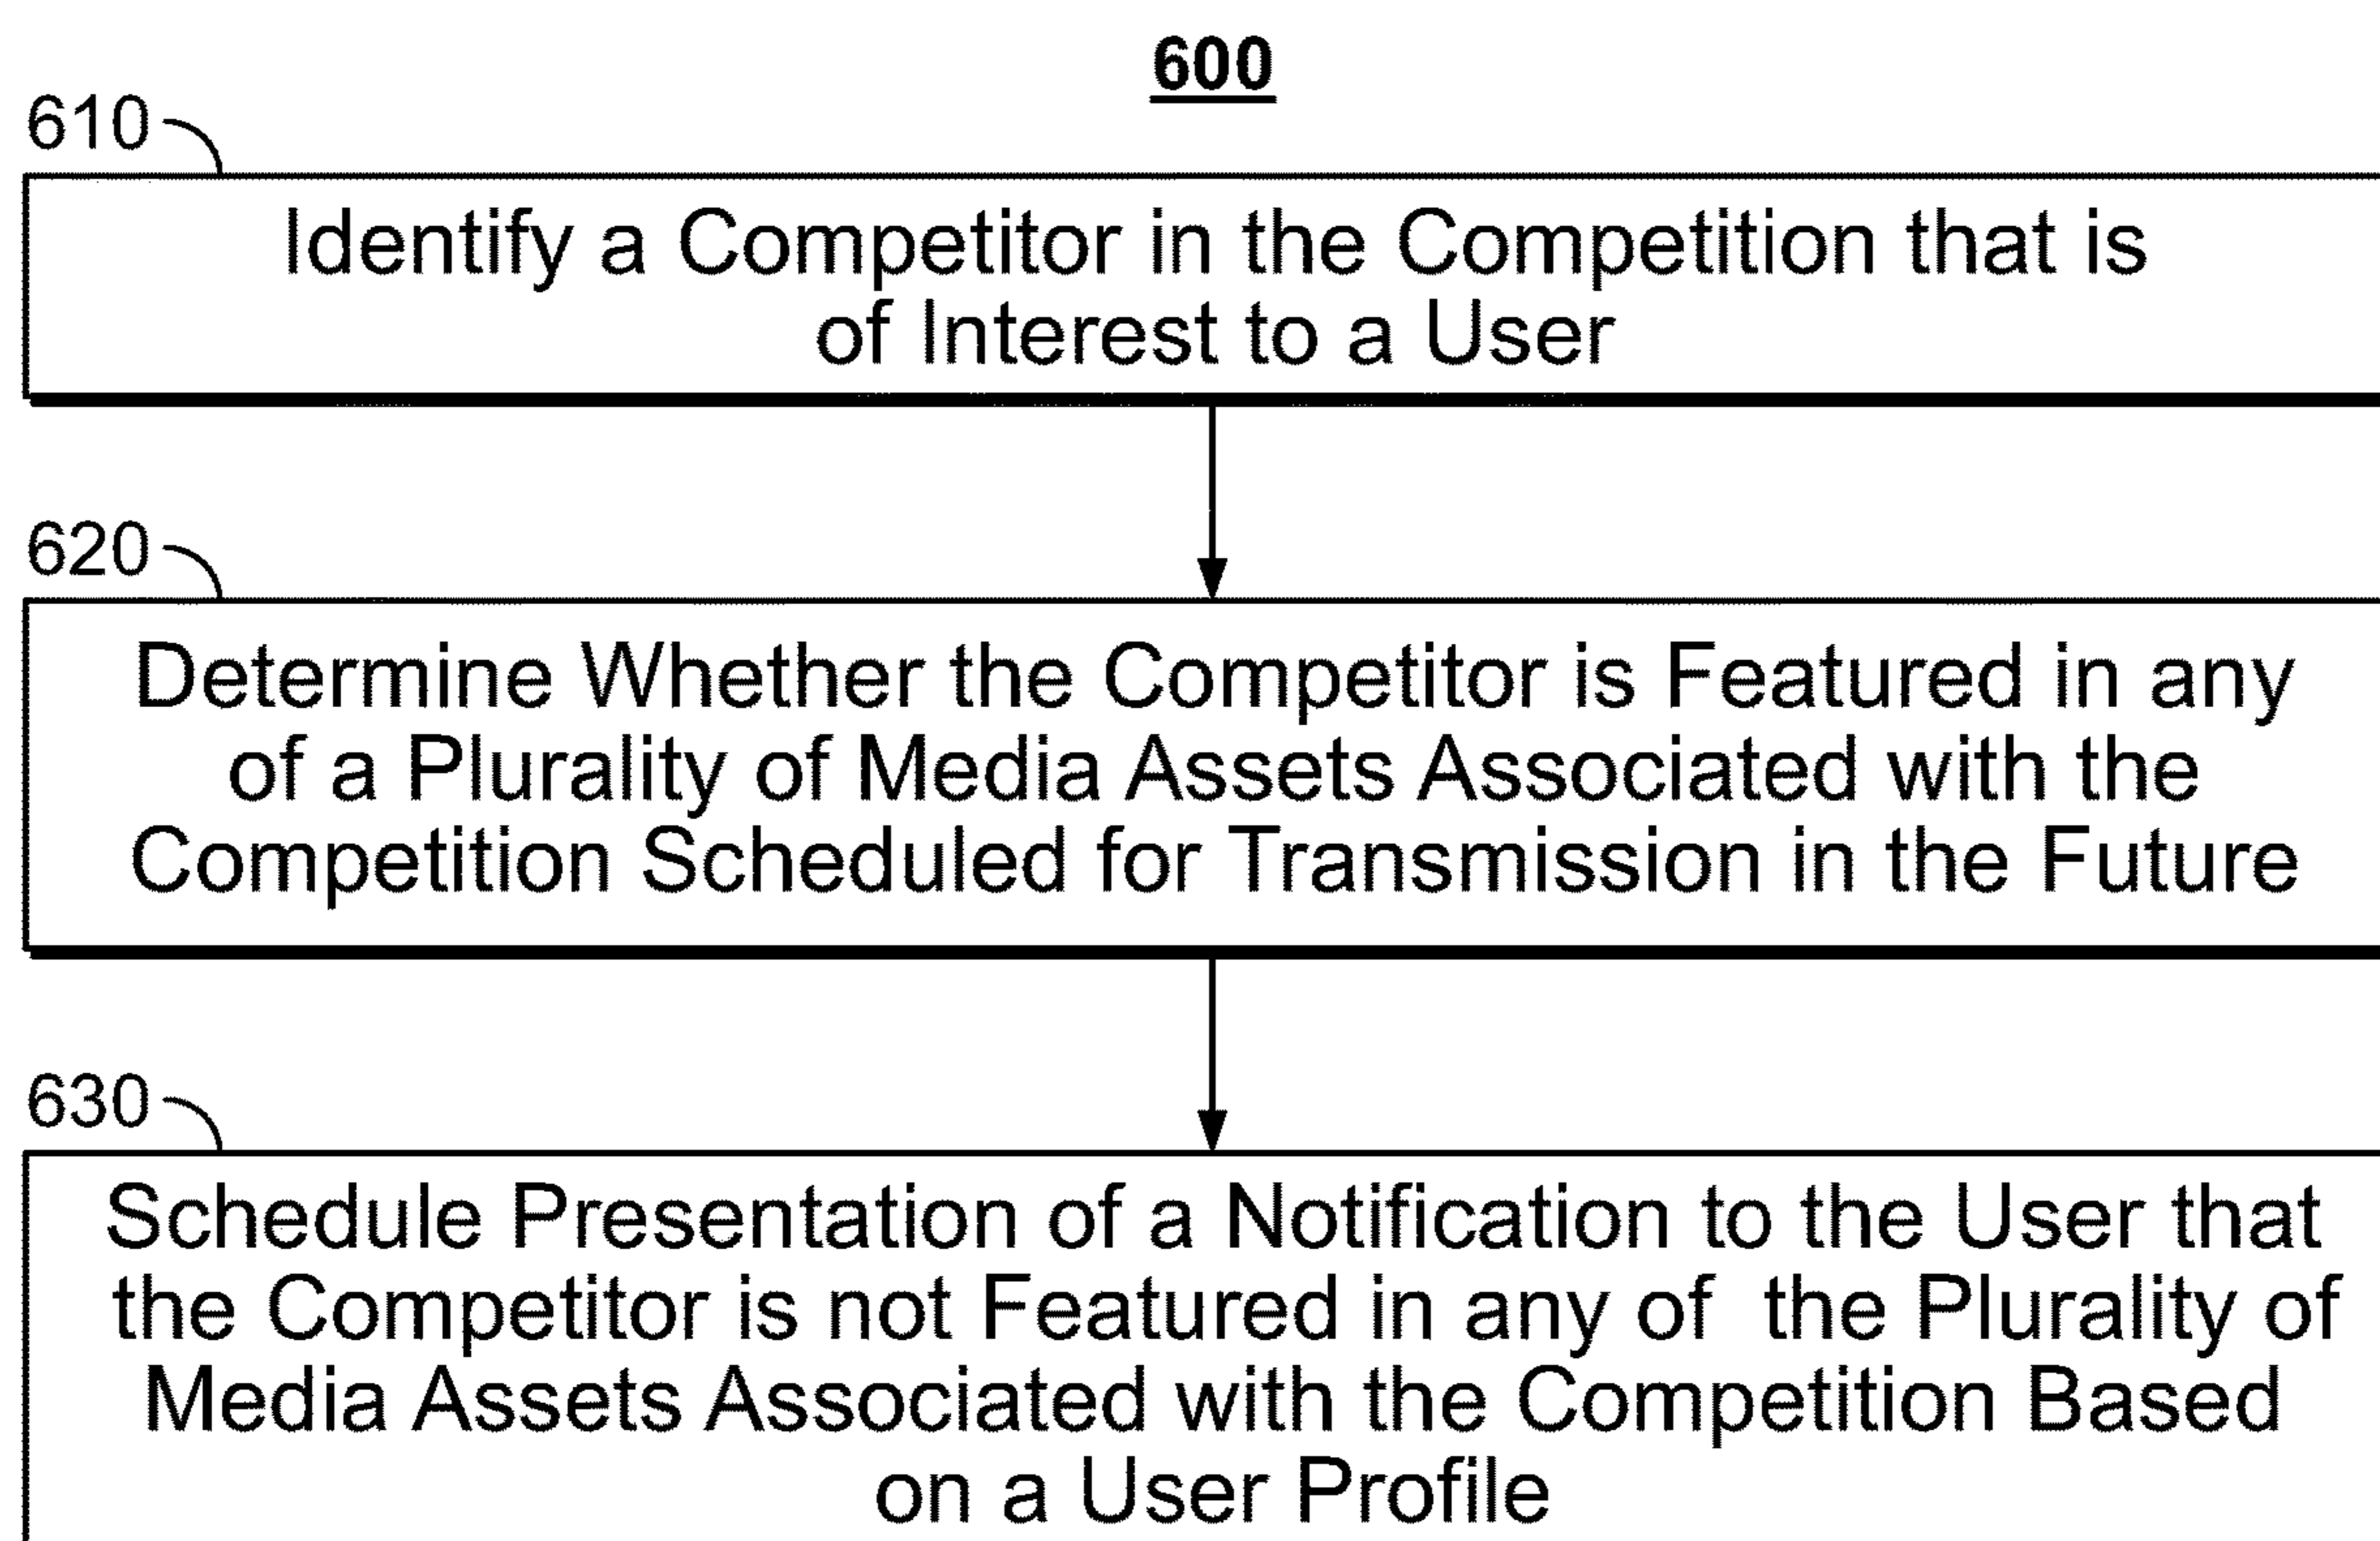 600
610
Identify a Competitor in the Competition that is
of Interest to a User
620
Determine Whether the Competitor is Featured in any
of a Plurality of Media Assets Associated with the
Competition Scheduled for Transmission in the Future
630
Schedule Presentation of a Notification to the User that
the Competitor is not Featured in any of the Plurality of
Media Assets Associated with the Competition Based
on a User Profile